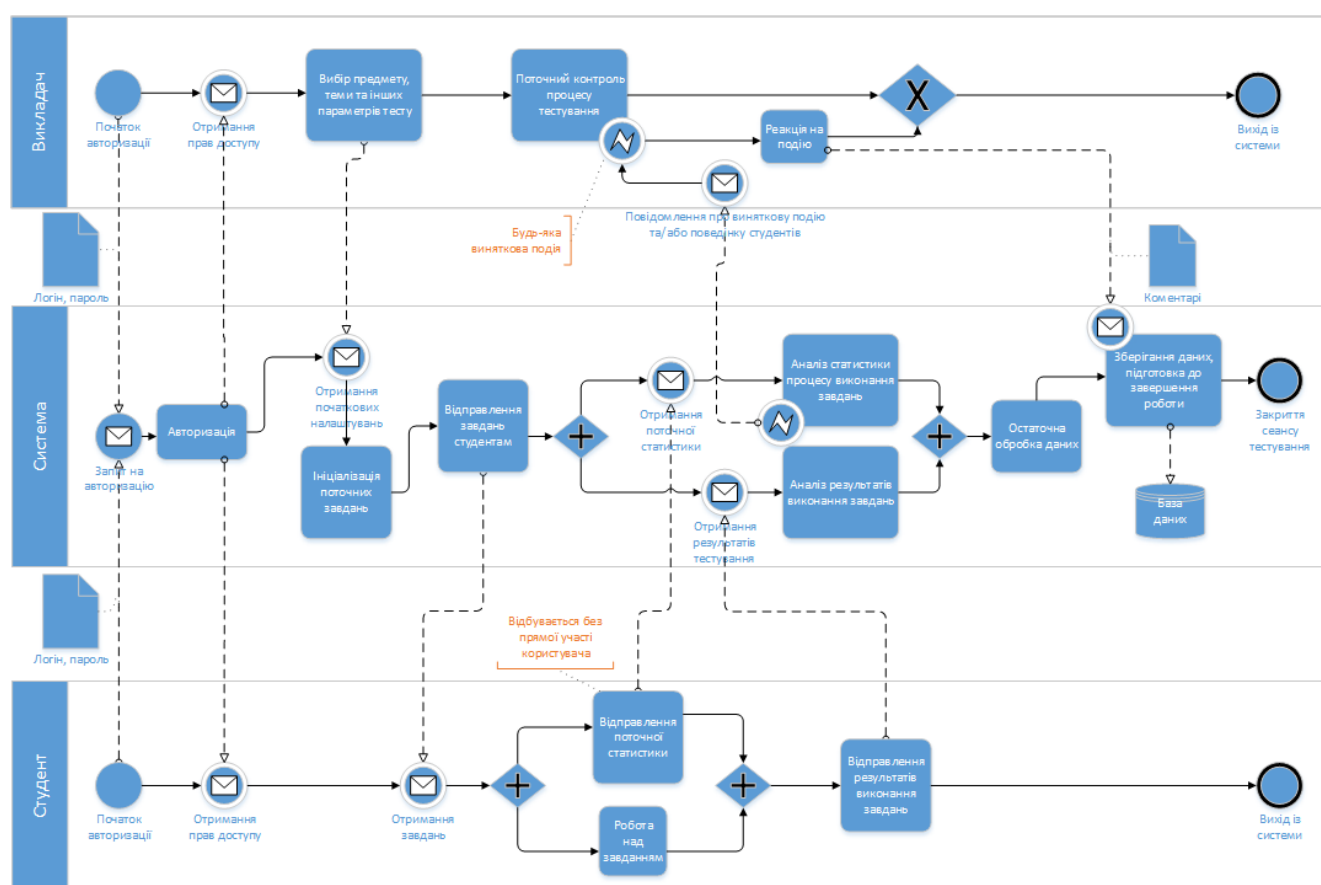 Викладач
Початок
авторизації
Отримання
прав доступу
Вибір предмету,
теми та інших
параметрів тесту
Поточний контроль
процесу
тестування
Реакція на
подію
X
Вихід із
системи
Повідомлення про виняткову подію
та/або поведінку студентів
Будь-яка
виняткова подія
Логін, пароль
Коментарі
Система
Запит на
авторизацію
Авторизація
Отримання
початкових
налаштувань
Ініціалізація
поточних
завдань
Відправлення
завдань
студентам
Отримання
поточної
статистики
Отримання
результатів
тестування
Аналіз статистики
процесу виконання
завдань
Аналіз результатів
виконання завдань
Остаточна
обробка даних
Зберігання даних,
підготовка до
завершення
роботи
База
даних
Закриття
сеансу
тестування
Логін, пароль
Відбувається без
прямої участі
користувача
Студент
Початок
авторизації
Отримання
прав доступу
Отримання
завдань
Відправлення
поточної
статистики
Робота
над
завданням
Відправлення
результатів
виконання
завдань
Вихід із
системи